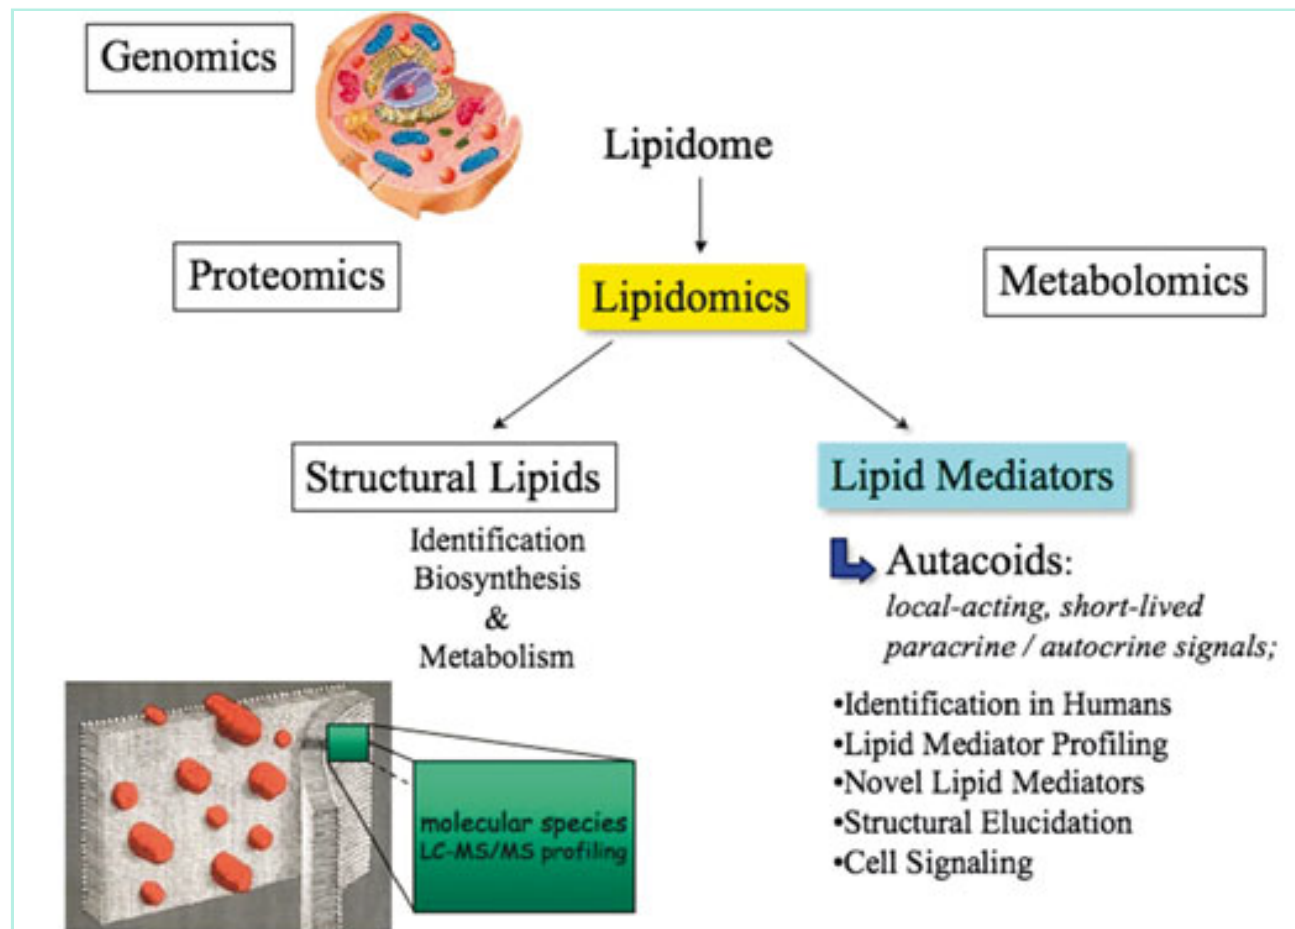 Genomics
Lipidome
Proteomics
Lipidomics
Metabolomics
Structural Lipids
Identification
Biosynthesis
&
Metabolism
molecular species
LC-MS/MS profiling
Lipid Mediators
Autacoids:
local-acting, short-lived
paracrine / autocrine signals;
•Identification in Humans
•Lipid Mediator Profiling
•Novel Lipid Mediators
•Structural Elucidation
•Cell Signaling